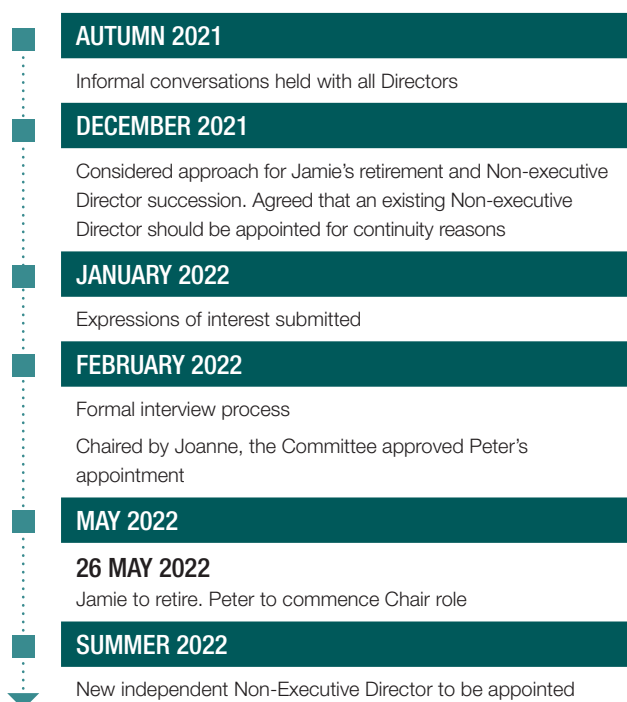 AUTUMN 2021
Informal conversations held with all Directors
DECEMBER 2021
Considered approach for Jamie's retirement and Non-executive
Director succession. Agreed that an existing Non-executive
Director should be appointed for continuity reasons
JANUARY 2022
Expressions of interest submitted
FEBRUARY 2022
Formal interview process
Chaired by Joanne, the Committee approved Peter's
appointment
MAY 2022
26 MAY 2022
Jamie to retire. Peter to commence Chair role
SUMMER 2022
New independent Non-Executive Director to be appointed